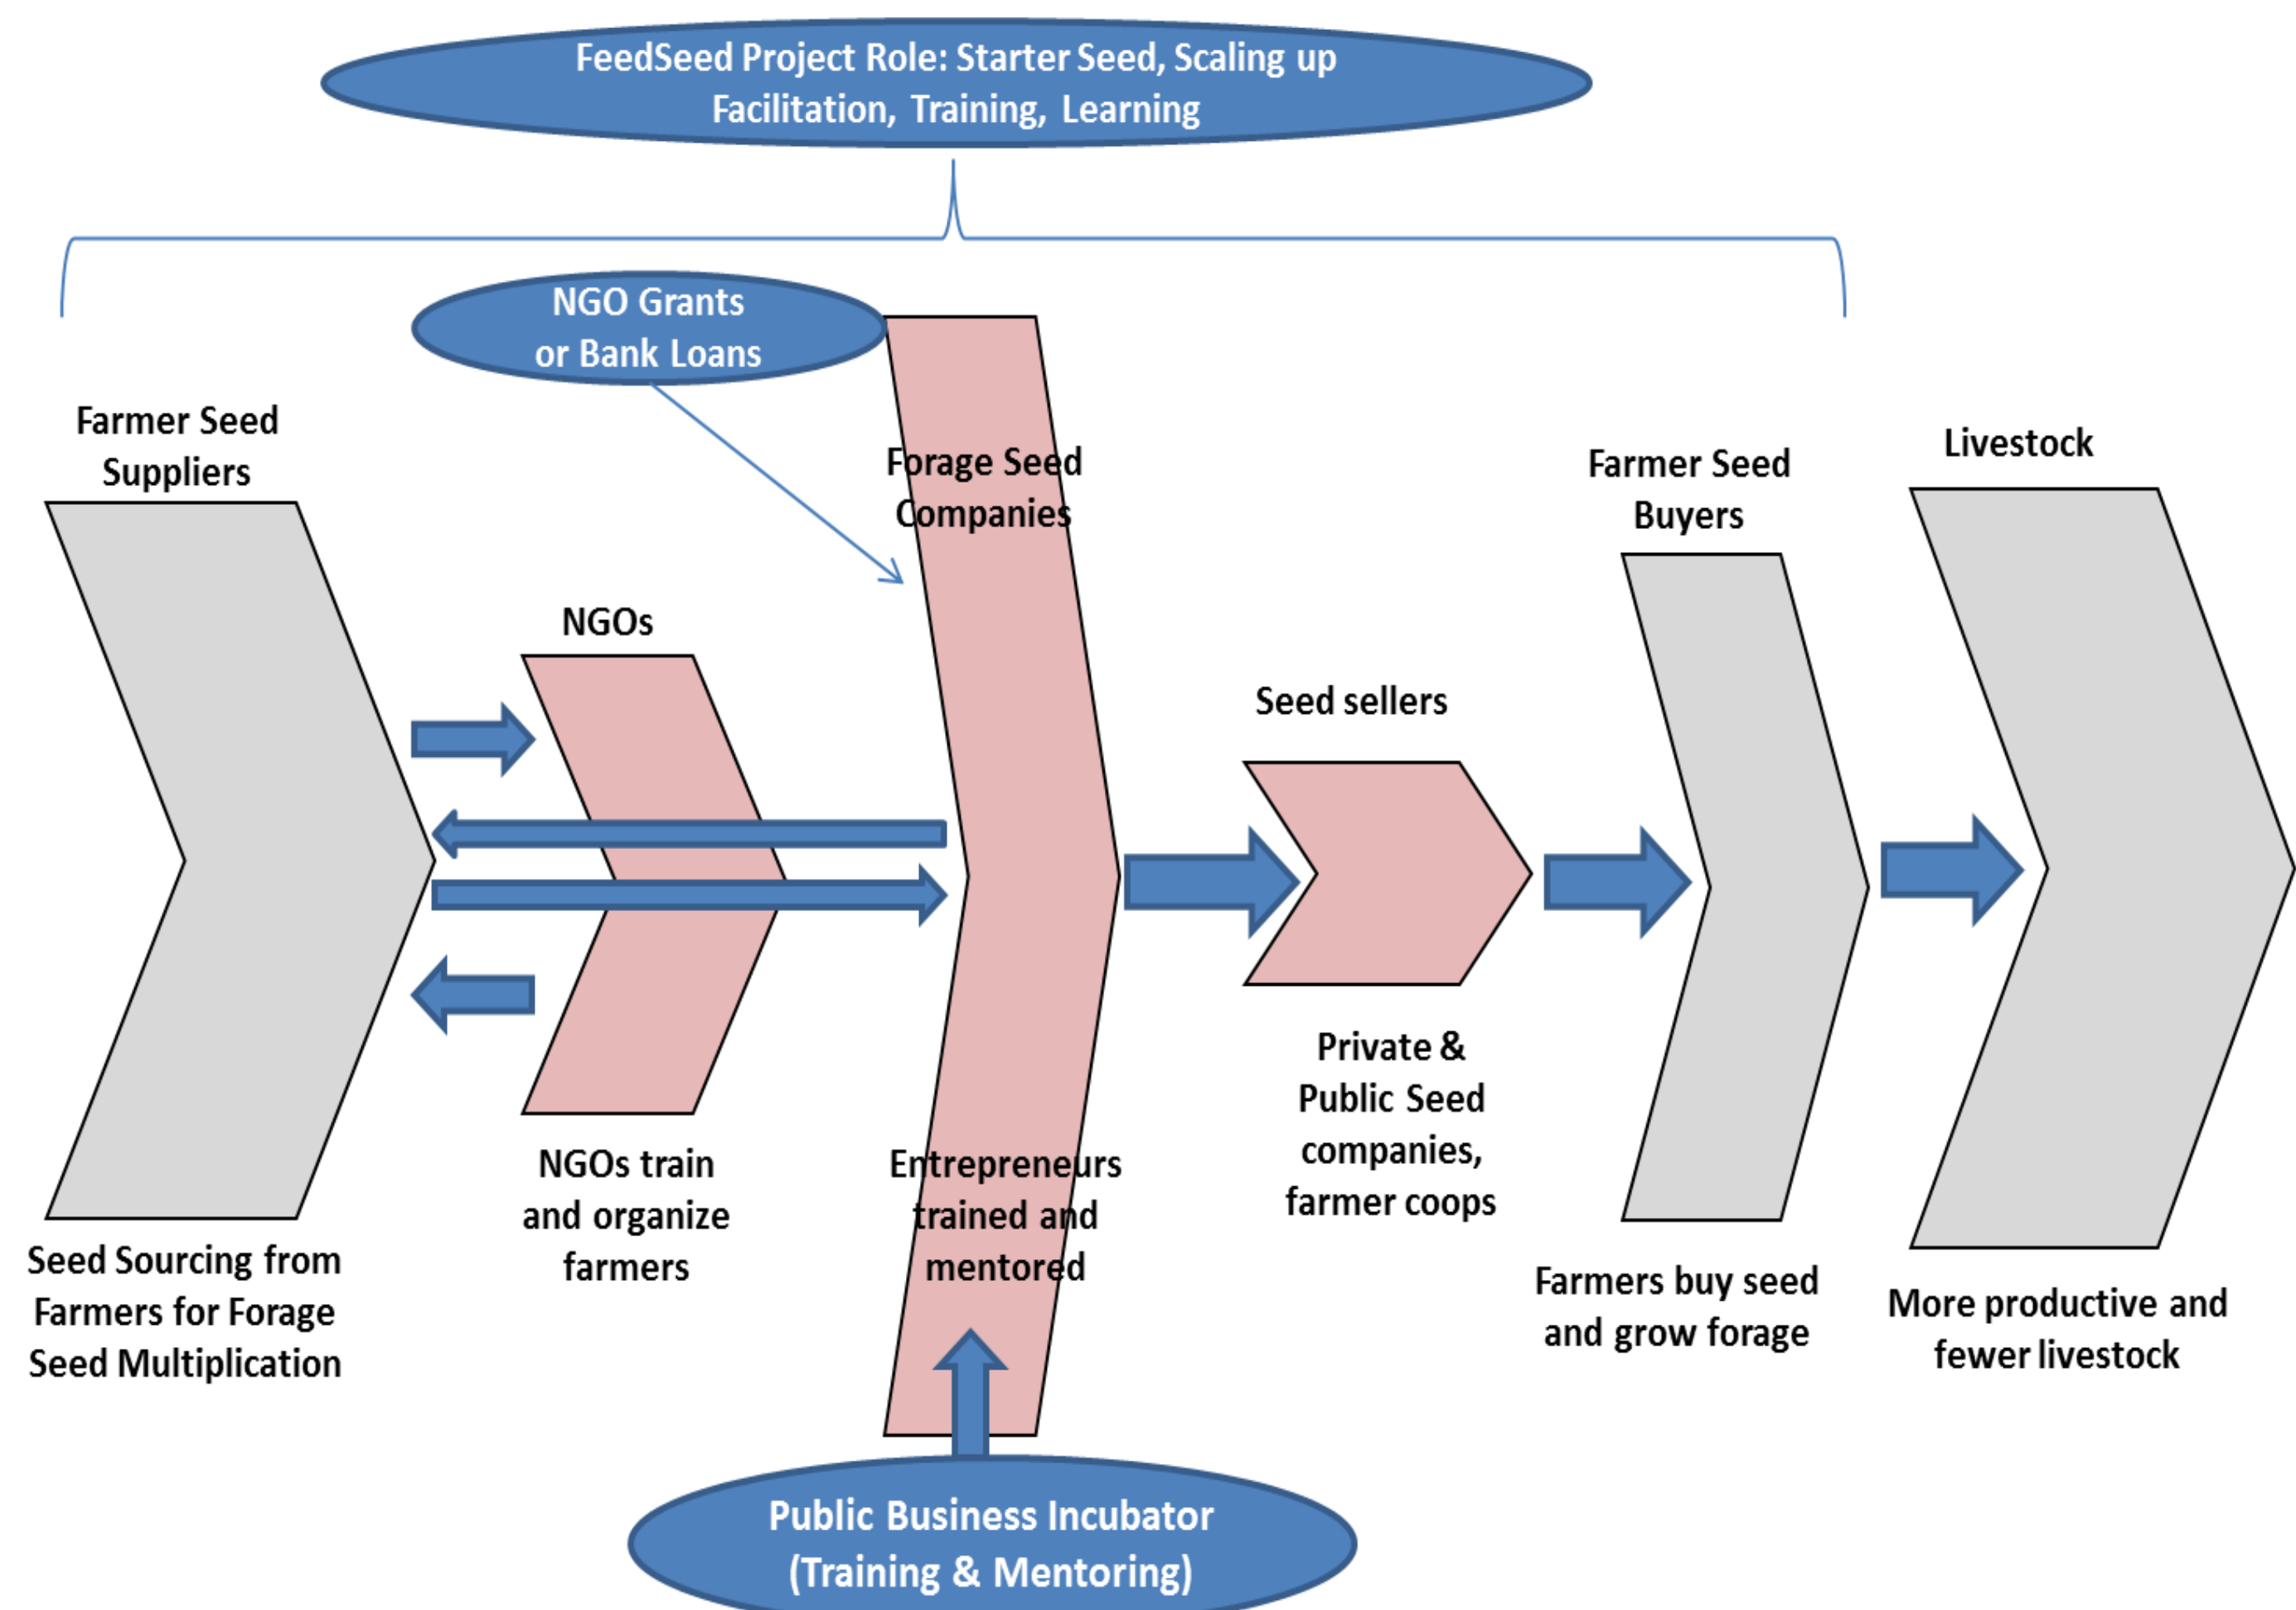 FeedSeed Project Role: Starter Seed, Scaling up
Facilitation, Training, Learning
NGO Grants
or Bank Loans
Farmer Seed
Suppliers
Forage Seed
Companies
Farmer Seed
Buyers
Livestock
NGOs
Seed sellers
Private &
Public Seed
companies,
farmer coops
NGOs train
and organize
farmers
Entrepreneurs
trained and
mentored
Seed Sourcing from
Farmers for Forage
Seed Multiplication
Farmers buy seed
and grow forage
More productive and
fewer livestock
Public Business Incubator
(Training & Mentoring)